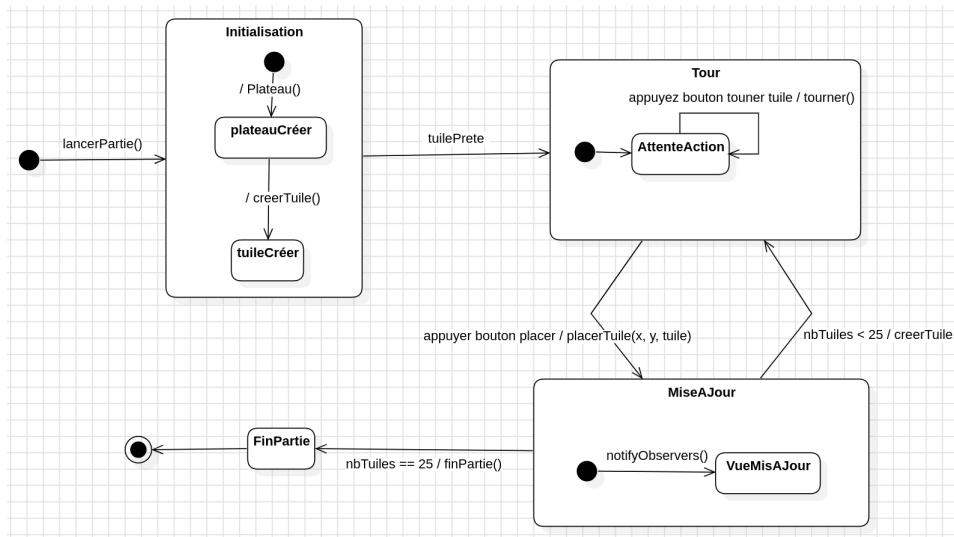 Initialisation
/ Plateau()
plateauCréer
lancerPartie()
/ creerTuile()
tuileCréer
tuilePrete
Tour
appuyez bouton touner tuile / tourner()
AttenteAction
appuyer bouton placer / placerTuile(x, y, tuile)
nbTuiles < 25 / creerTuile
MiseAJour
notifyObservers()
VueMisAJour
FinPartie
nbTuiles == 25 / finPartie()